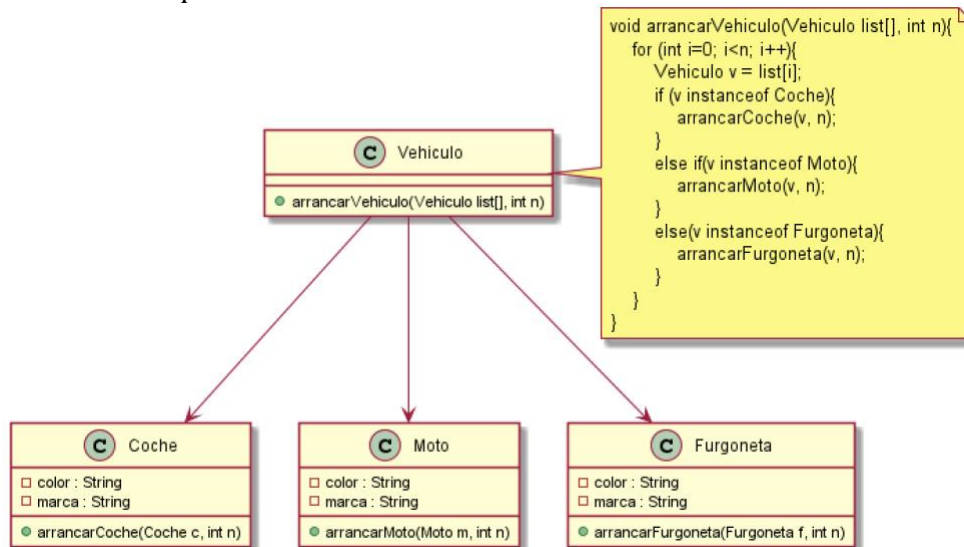 void arrancarVehiculo(Vehiculo list[], int n){
for (int i=0; i<n; i++){
Vehiculo v = list[i];
if (v instanceof Coche){
arrancarCoche(v, n);
}
else if(v instanceof Moto){
arrancarMoto(v, n);
}
else(v instanceof Furgoneta){
arrancarFurgoneta(v, n);
}
}
}
C Vehiculo
arrancarVehiculo(Vehiculo list[], int n)
C Coche
color : String
marca : String
arrancarCoche(Coche c, int n)
C Moto
color : String
marca : String
arrancarMoto(Moto m, int n)
C Furgoneta
color : String
marca : String
arrancarFurgoneta(Furgoneta f, int n)